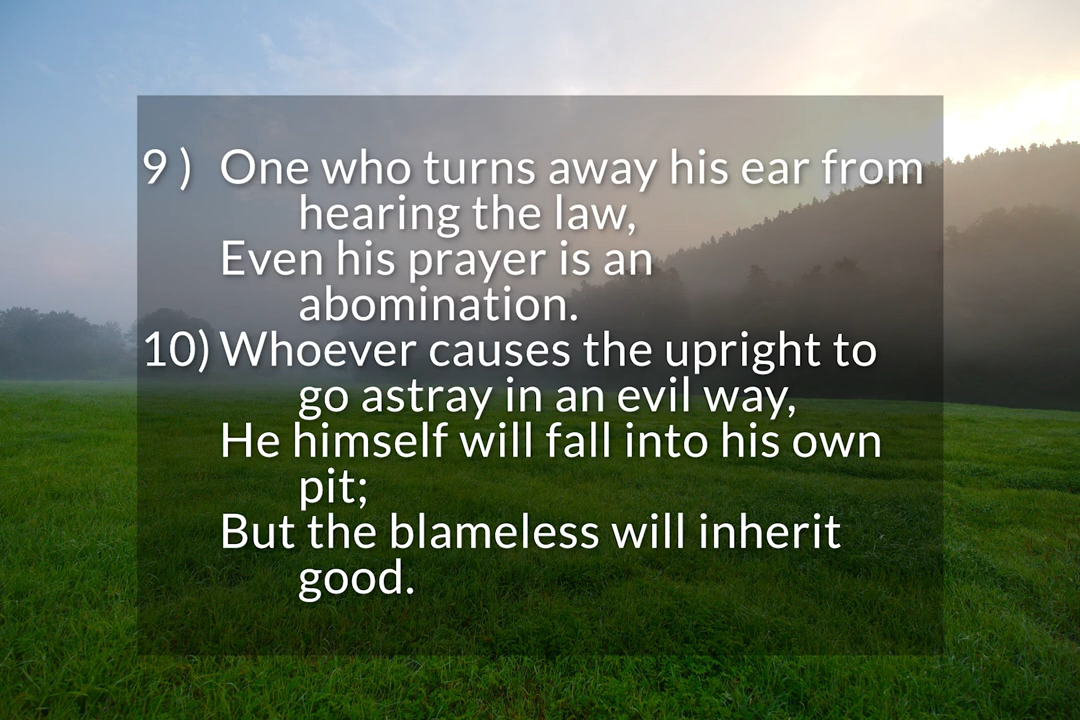 9 ) One who turns away his ear from
hearing the law,
Even his prayer is an
abomination.
10) Whoever causes the upright to
go astray in an evil way,
He himself will fall into his own
pit;
But the blameless will inherit
good.